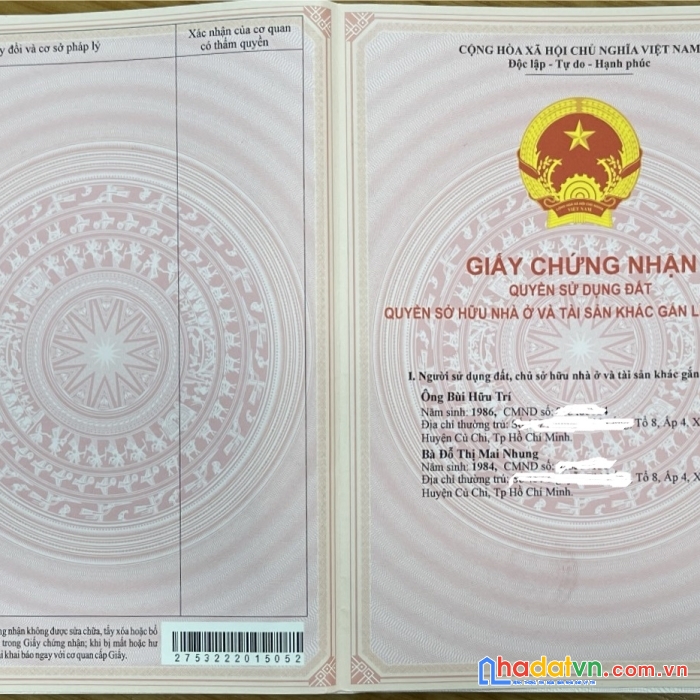 y đổi và cơ sở pháp lý
Xác nhận của cơ quan
có thẩm quyền
ng nhận không được sửa chữa, tẩy xóa hoặc bổ
trong Giấy chứng nhận; khi bị mất hoặc hư
i khai báo ngay với cơ quan cấp Giấy.
2753222015052
CỘNG HÒA XÃ HỘI CHỦ NGHĨA VIỆT NAM
Độc lập - Tự do - Hạnh phúc
VIỆT NAM
GIẤY CHỨNG NHẬN
QUYỀN SỬ DỤNG ĐẤT
QUYỀN SỞ HỮU NHÀ Ở VÀ TÀI SẢN KHÁC GẮN L
I. Người sử dụng đất, chủ sở hữu nhà ở và tài sản khác gắn
Ông Bùi Hữu Trí
Năm sinh: 1986, CMND số:
Địa chỉ thường trú: Tổ 8, Ấp 4, X
Huyện Củ Chi, Tp Hồ Chí Minh.
Bà Đỗ Thị Mai Nhung
Năm sinh: 1984, CMND số:
Địa chỉ thường trú: Tổ 8, Ấp 4, X
Huyện Củ Chi, Tp Hồ Chí Minh.
nhadatvn.com.vn